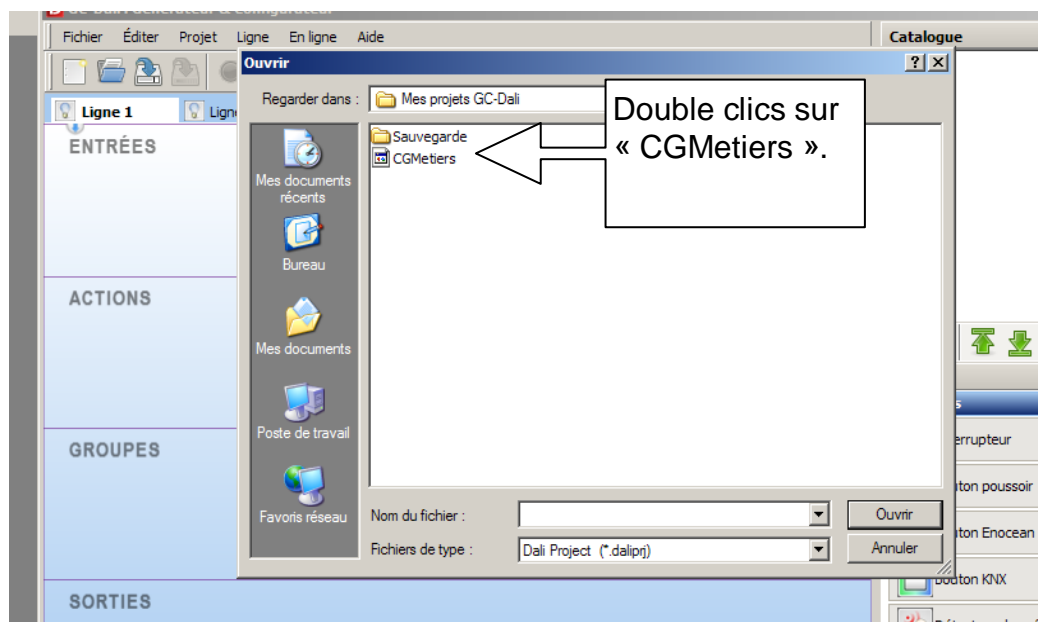 Fichier Éditer Projet Ligne En ligne Aide
Catalogue
Ouvrir
Regarder dans :
Mes projets GC-Dali
Ligne 1
ENTRÉES
Sauvegarde
CGMetiers
Double clics sur
« CGMetiers ».
Mes documents
récents
Bureau
ACTIONS
Mes documents
Poste de travail
GROUPES
Favoris réseau
Nom du fichier :
Ouvrir
Fichiers de type :
Dali Project (*.daliprj)
Annuler
Bouton KNX
SORTIES